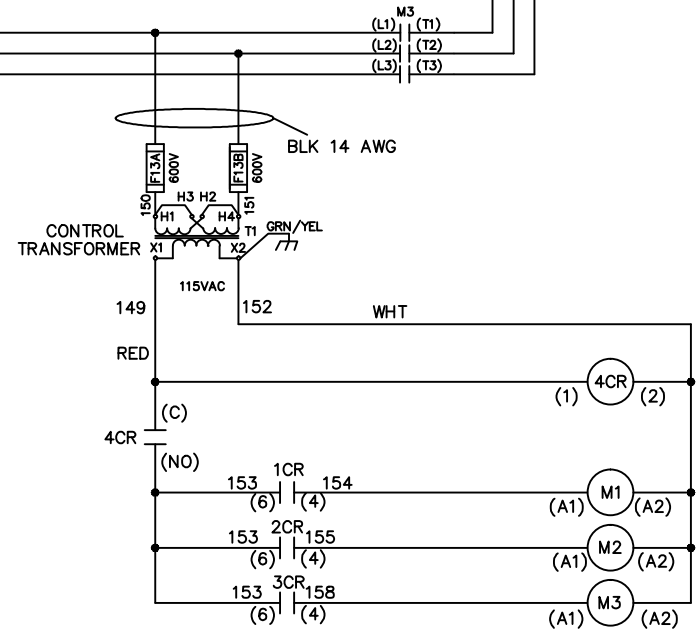 M3
(L1) (T1)
(L2) (T2)
(L3) (T3)
BLK 14 AWG
F13A
600V
F13B
600V
150
151
H3 H2
H1
H4
T1
GRN/YEL
CONTROL
TRANSFORMER
X1
X2
115VAC
149
152
WHT
RED
4CR
(1) (2)
(C)
4CR
(NO)
1CR
153 154
(6) (4)
M1
(A1) (A2)
2CR
153 155
(6) (4)
M2
(A1) (A2)
3CR
153 158
(6) (4)
M3
(A1) (A2)